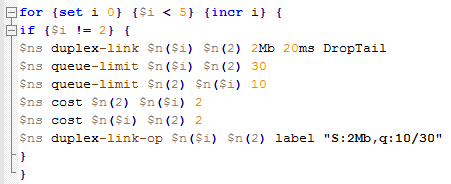 for {set i 0} {$i < 5} {incr i} {
if {$i != 2} {
$ns duplex-link $n($i) $n(2) 2Mb 20ms DropTail
$ns queue-limit $n($i) $n(2) 30
$ns queue-limit $n(2) $n($i) 10
$ns cost $n(2) $n($i) 2
$ns cost $n($i) $n(2) 2
$ns duplex-link-op $n($i) $n(2) label "S:2Mb,q:10/30"
}
}